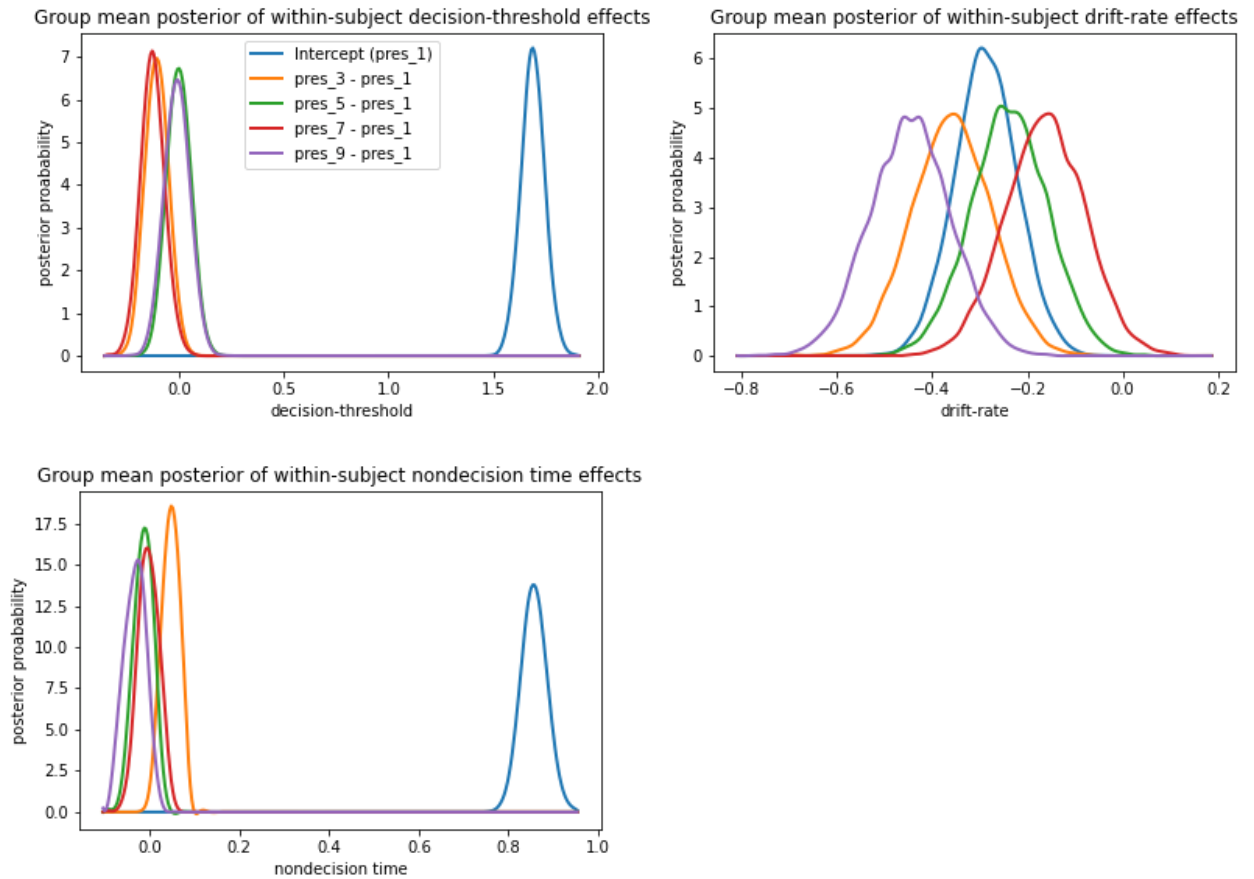 Group mean posterior of within-subject decision-threshold effects
Intercept (pres_1)
pres_3 - pres_1
pres_5 - pres_1
pres_7 - pres_1
pres_9 - pres_1
7
6
5
4
3
2
1
0
posterior proabability
0.0 0.5 1.0 1.5 2.0
decision-threshold
Group mean posterior of within-subject drift-rate effects
6
5
4
3
2
1
0
posterior proabability
−0.8 −0.6 −0.4 −0.2 0.0 0.2
drift-rate
Group mean posterior of within-subject nondecision time effects
17.5
15.0
12.5
10.0
7.5
5.0
2.5
0.0
posterior proabability
0.0 0.2 0.4 0.6 0.8 1.0
nondecision time